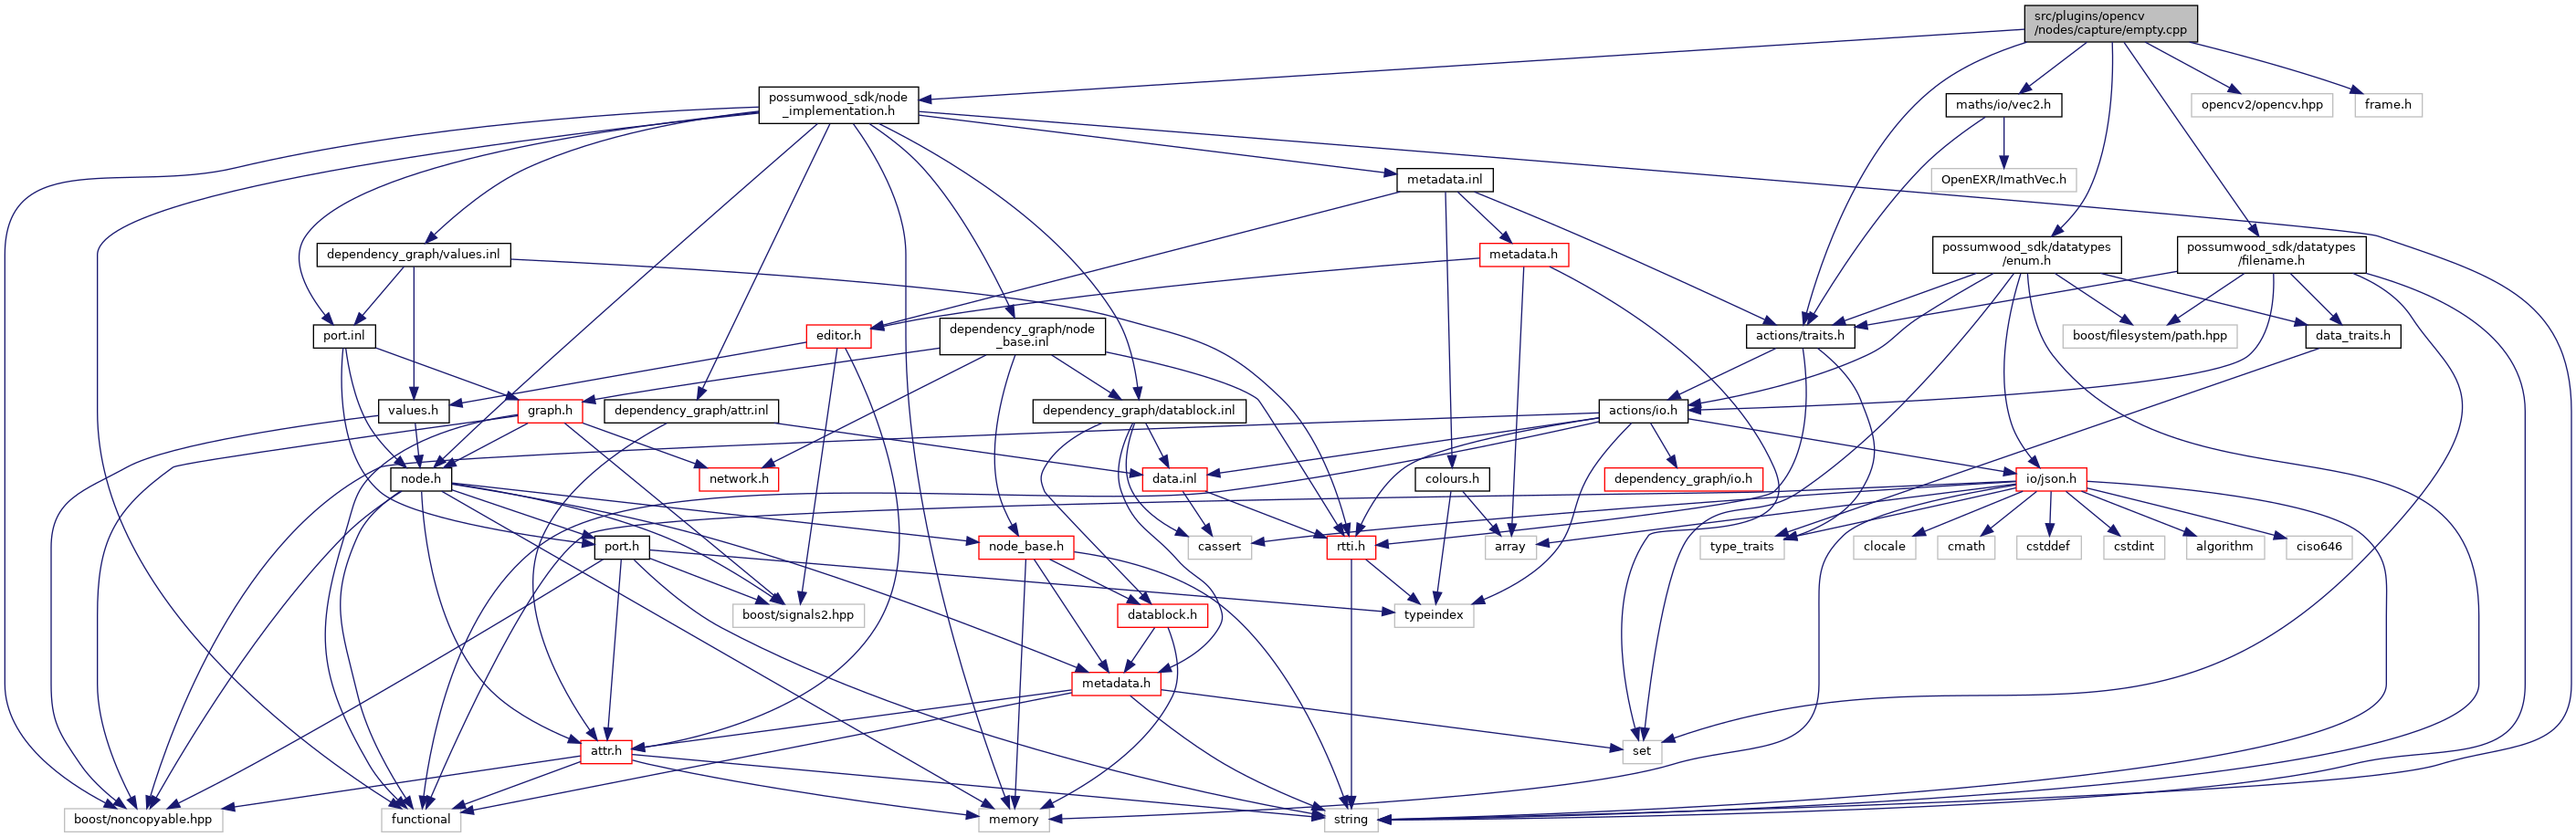 src/plugins/opencv
/nodes/capture/empty.cpp
possumwood_sdk/node
_implementation.h
maths/io/vec2.h
opencv2/opencv.hpp
frame.h
metadata.inl
OpenEXR/ImathVec.h
dependency_graph/values.inl
metadata.h
possumwood_sdk/datatypes
/enum.h
possumwood_sdk/datatypes
/filename.h
port.inl
editor.h
dependency_graph/node
_base.inl
actions/traits.h
boost/filesystem/path.hpp
data_traits.h
values.h
graph.h
dependency_graph/attr.inl
dependency_graph/datablock.inl
actions/io.h
node.h
network.h
data.inl
colours.h
dependency_graph/io.h
io/json.h
port.h
node_base.h
cassert
rtti.h
array
type_traits
clocale
cmath
cstddef
cstdint
algorithm
ciso646
boost/signals2.hpp
datablock.h
typeindex
metadata.h
attr.h
set
boost/noncopyable.hpp
functional
memory
string